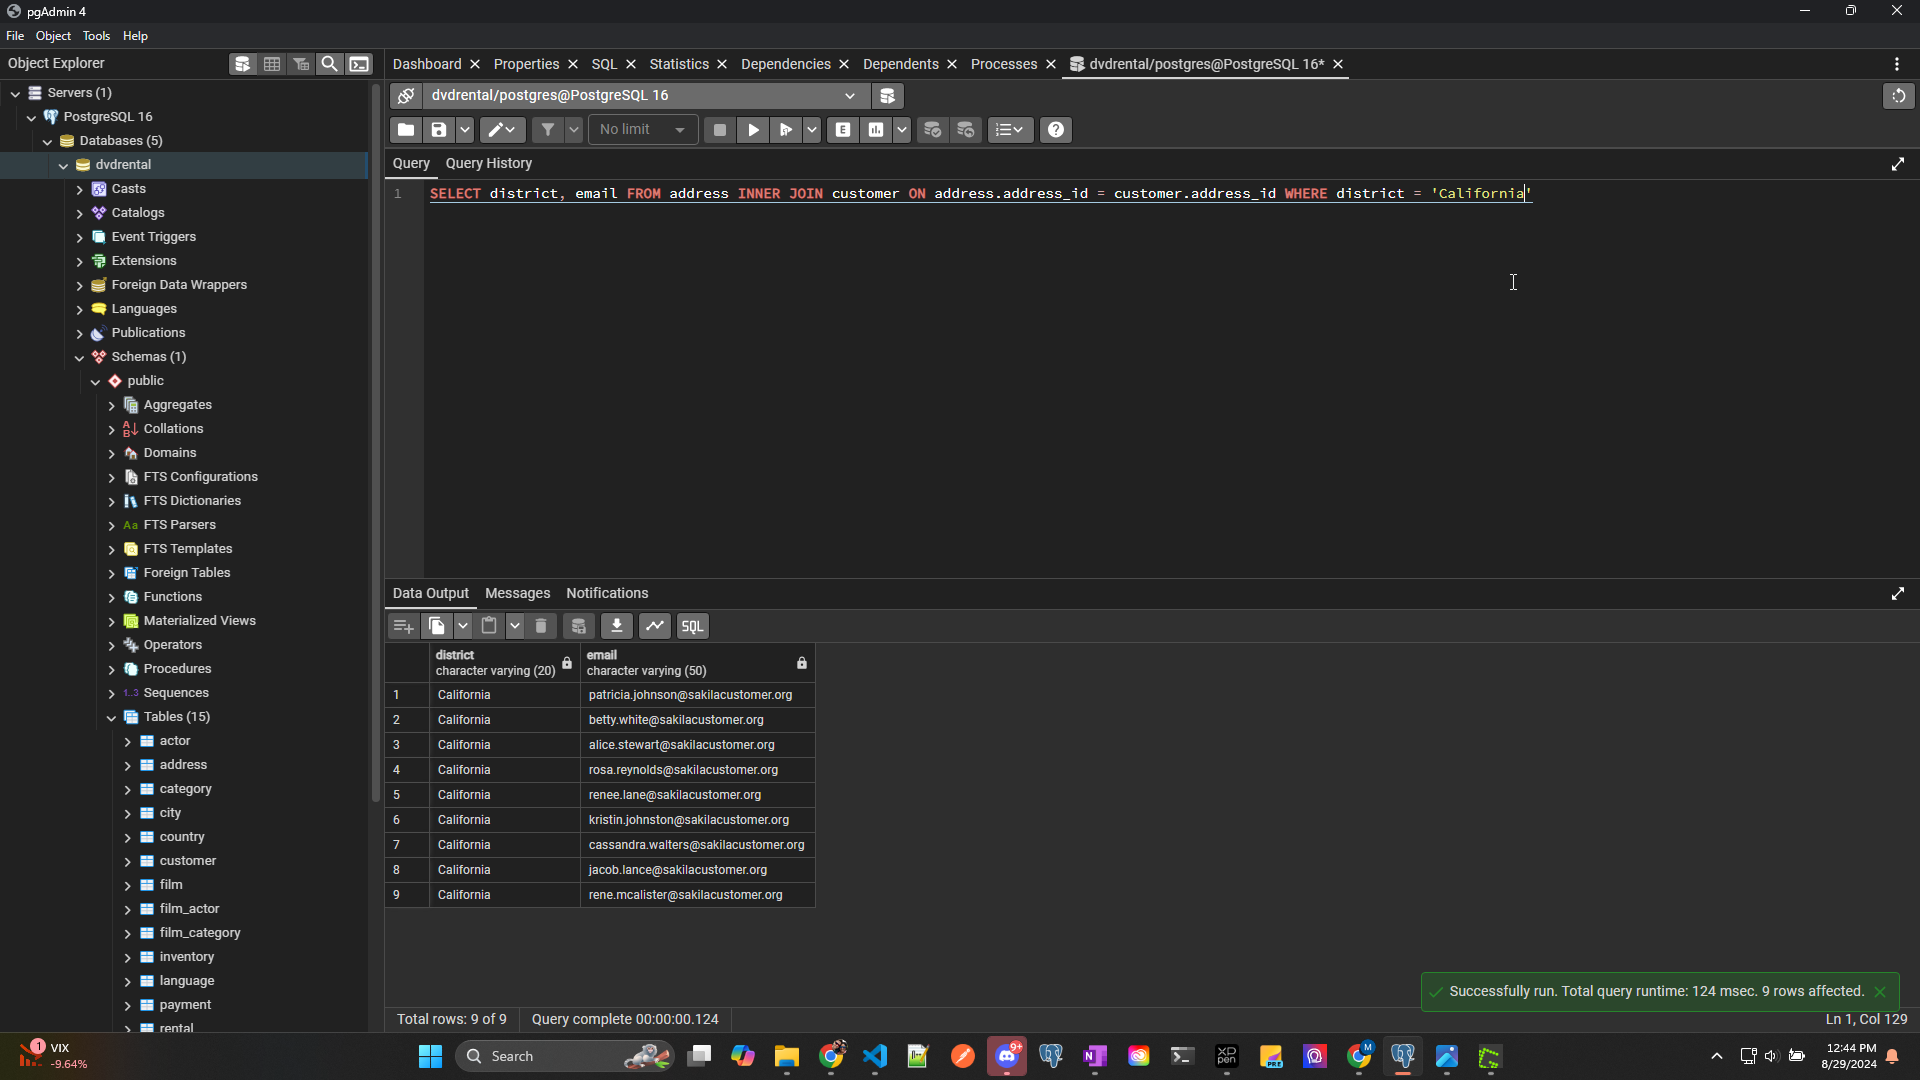 pgAdmin 4
File Object Tools Help
Object Explorer
Dashboard Properties SQL Statistics Dependencies Dependents Processes dvdrental/postgres@PostgreSQL 16*
Servers (1)
PostgreSQL 16
Databases (5)
dvdrental
Casts
Catalogs
Event Triggers
Extensions
Foreign Data Wrappers
Languages
Publications
Schemas (1)
public
Aggregates
Collations
Domains
FTS Configurations
FTS Dictionaries
FTS Parsers
FTS Templates
Foreign Tables
Functions
Materialized Views
Operators
Procedures
Sequences
Tables (15)
actor
address
category
city
country
customer
film
film_actor
film_category
inventory
language
payment
rental
dvdrental/postgres@PostgreSQL 16
No limit
Query Query History
1 SELECT district, email FROM address INNER JOIN customer ON address.address_id = customer.address_id WHERE district = 'California'
Data Output Messages Notifications
SQL
district email
character varying (20) character varying (50)
1 California patricia.johnson@sakilacustomer.org
2 California betty.white@sakilacustomer.org
3 California alice.stewart@sakilacustomer.org
4 California rosa.reynolds@sakilacustomer.org
5 California renee.lane@sakilacustomer.org
6 California kristin.johnston@sakilacustomer.org
7 California cassandra.walters@sakilacustomer.org
8 California jacob.lance@sakilacustomer.org
9 California rene.mcalister@sakilacustomer.org
Successfully run. Total query runtime: 124 msec. 9 rows affected.
Total rows: 9 of 9 Query complete 00:00:00.124 Ln 1, Col 129
1 VIX
-9.64%
Search
9+
12:44 PM
8/29/2024